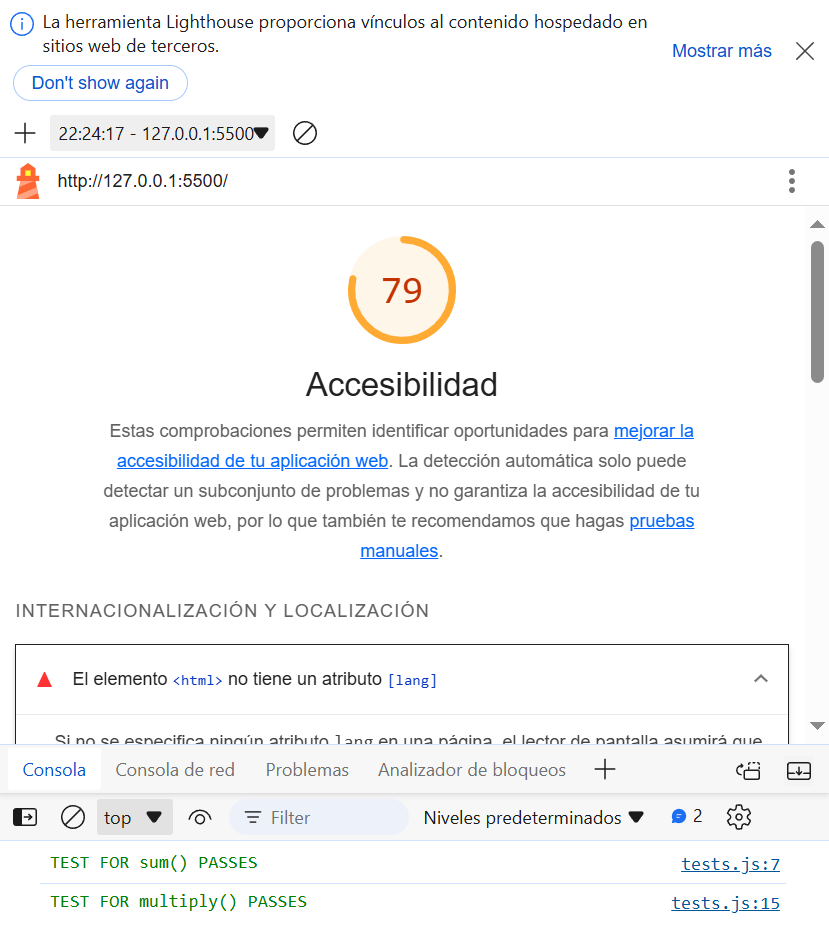 La herramienta Lighthouse proporciona vínculos al contenido hospedado en
sitios web de terceros.
Mostrar más
Don't show again
22:24:17 - 127.0.0.1:5500
http://127.0.0.1:5500/
79
Accesibilidad
Estas comprobaciones permiten identificar oportunidades para mejorar la
accesibilidad de tu aplicación web. La detección automática solo puede
detectar un subconjunto de problemas y no garantiza la accesibilidad de tu
aplicación web, por lo que también te recomendamos que hagas pruebas
manuales.
INTERNACIONALIZACIÓN Y LOCALIZACIÓN
El elemento <html> no tiene un atributo [lang]
Si no se especifica ningún atributo lang en una página, el lector de pantalla asumirá que
Consola Consola de red Problemas Analizador de bloqueos
top Filter Niveles predeterminados 2
TEST FOR sum() PASSES tests.js:7
TEST FOR multiply() PASSES tests.js:15